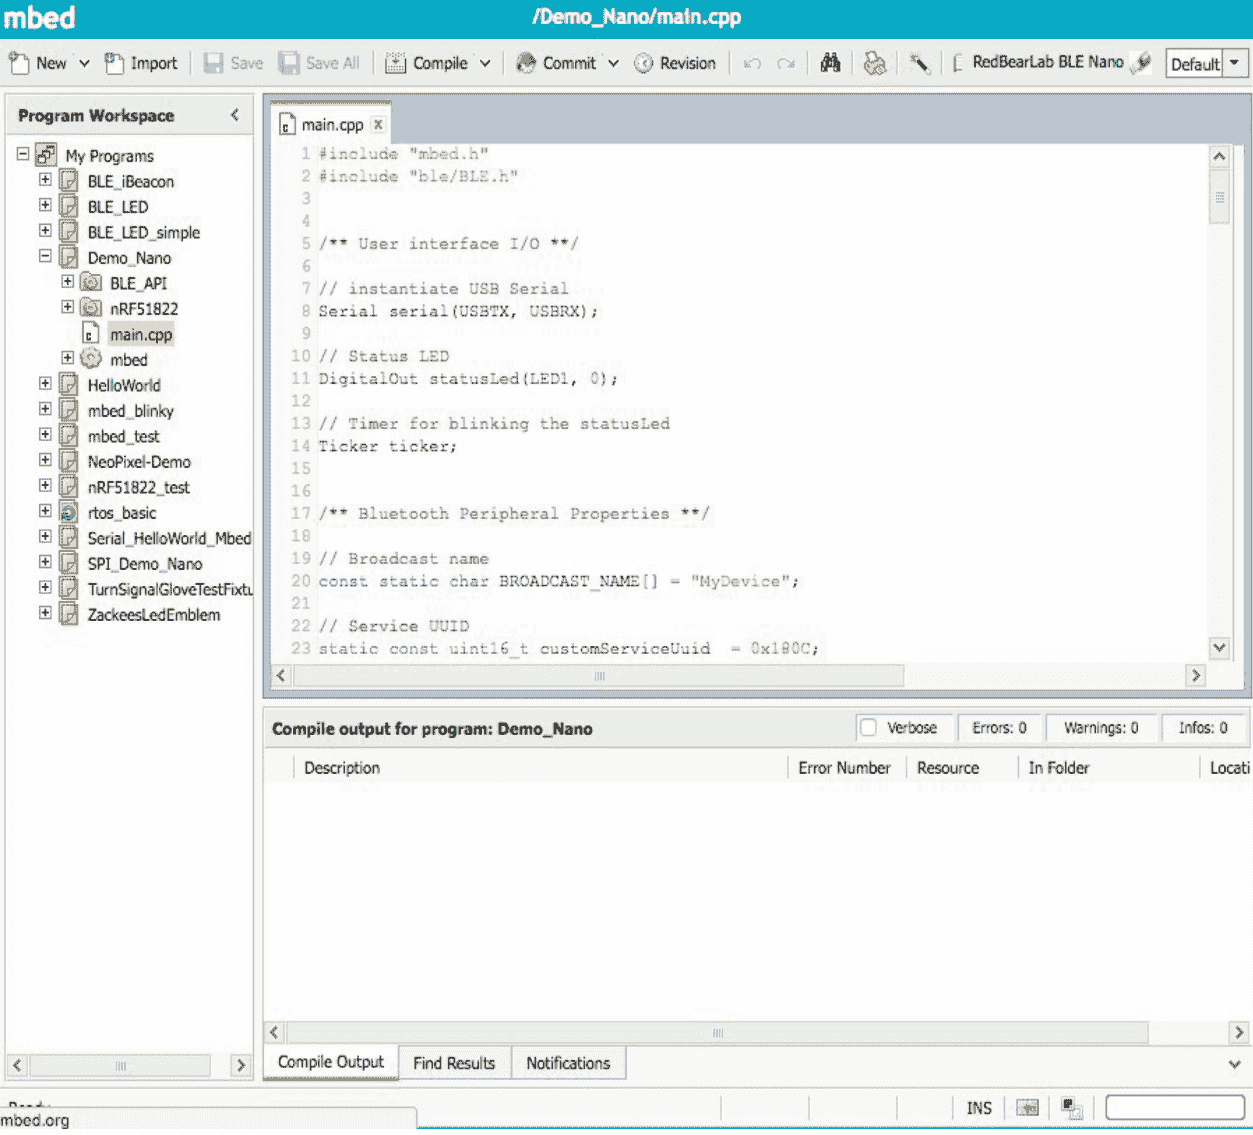 mbed
/Demo_Nano/main.cpp
New Import Save Save All Compile Commit Revision RedBearLab BLE Nano Default
Program Workspace
My Programs
BLE_iBeacon
BLE_LED
BLE_LED_simple
Demo_Nano
BLE_API
nRF51822
main.cpp
mbed
HelloWorld
mbed_blinky
mbed_test
NeoPixel-Demo
nRF51822_test
rtos_basic
Serial_HelloWorld_Mbed
SPI_Demo_Nano
TurnSignalGloveTestFixtu
ZackeesLedEmblem
main.cpp x
1 #include "mbed.h"
2 #include "ble/BLE.h"
3
4
5 /** User interface I/O **/
6
7 // instantiate USB Serial
8 Serial serial(USBTX, USBRX);
9
10 // Status LED
11 DigitalOut statusLed(LED1, 0);
12
13 // Timer for blinking the statusLed
14 Ticker ticker;
15
16
17 /** Bluetooth Peripheral Properties **/
18
19 // Broadcast name
20 const static char BROADCAST_NAME[] = "MyDevice";
21
22 // Service UUID
23 static const uint16_t customServiceUuid = 0x180C;
Compile output for program: Demo_Nano
Verbose Errors: 0 Warnings: 0 Infos: 0
Description Error Number Resource In Folder Locati
Compile Output Find Results Notifications
INS
mbed.org